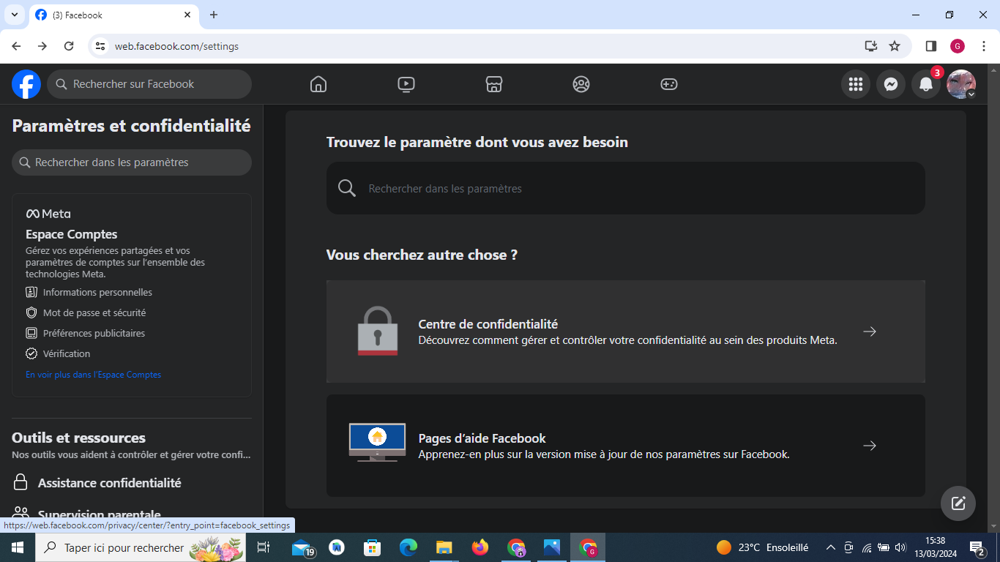 (3) Facebook
web.facebook.com/settings
G
Rechercher sur Facebook
3
Paramètres et confidentialité
Rechercher dans les paramètres
Meta
Espace Comptes
Gérez vos expériences partagées et vos
paramètres de comptes sur l'ensemble des
technologies Meta.
Informations personnelles
Mot de passe et sécurité
Préférences publicitaires
Vérification
En voir plus dans l'Espace Comptes
Outils et ressources
Nos outils vous aident à contrôler et gérer votre confi...
Assistance confidentialité
Supervision parentale
Trouvez le paramètre dont vous avez besoin
Rechercher dans les paramètres
Vous cherchez autre chose ?
Centre de confidentialité
Découvrez comment gérer et contrôler votre confidentialité au sein des produits Meta.
Pages d'aide Facebook
Apprenez-en plus sur la version mise à jour de nos paramètres sur Facebook.
https://web.facebook.com/privacy/center/?entry_point=facebook_settings
Taper ici pour rechercher
19
G
23°C Ensoleillé
15:38
13/03/2024
2